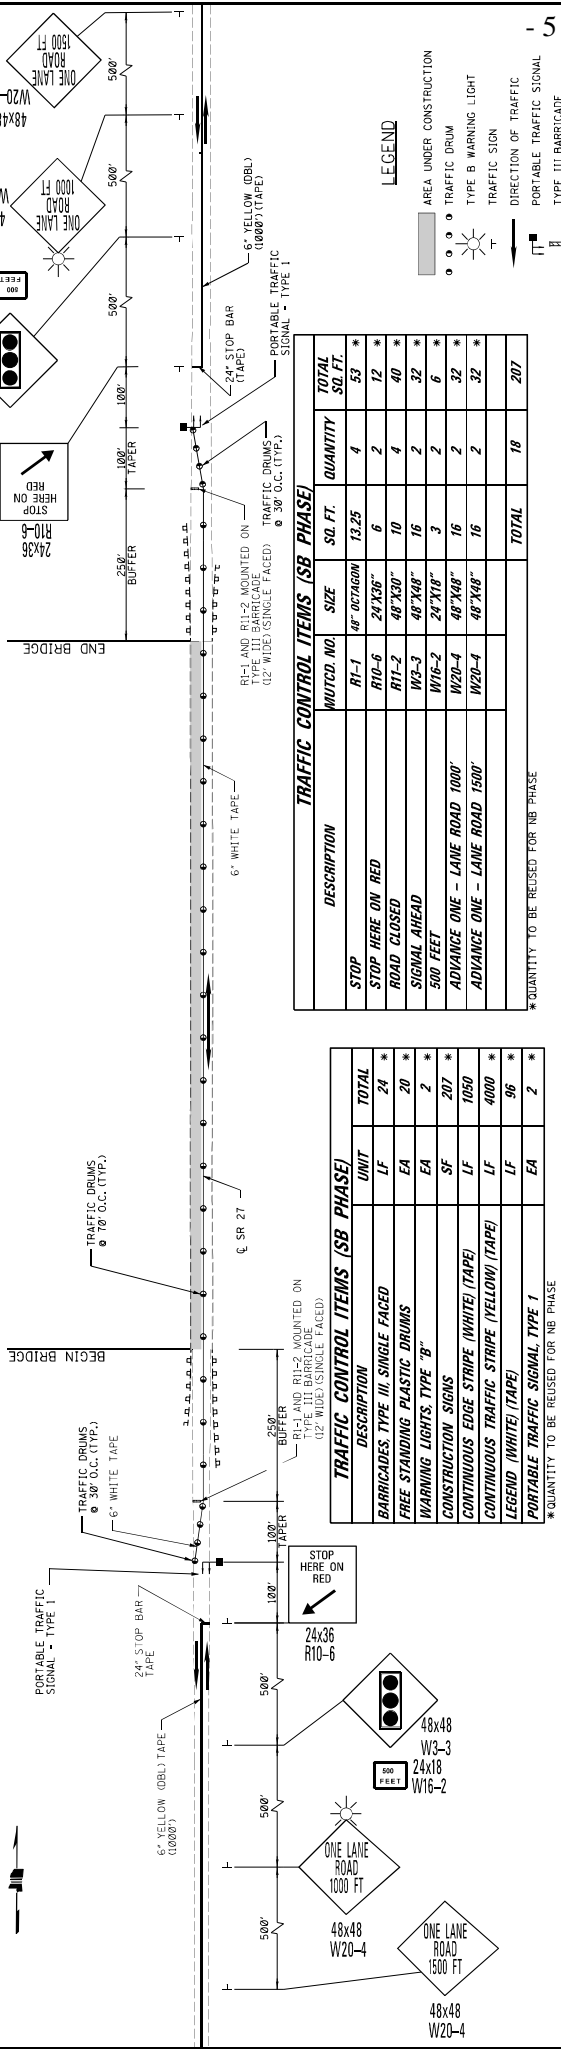 - 5
ONE LANE
ROAD
1500 FT
48x48
W20-
ONE LANE
ROAD
1000 FT
500
FEET
STOP
HERE ON
RED
24x36
R10-6
500'
500'
500'
100'
100'
TAPER
250'
BUFFER
END BRIDGE
6" YELLOW (DBL)
(1000')(TAPE)
24" STOP BAR
(TAPE)
PORTABLE TRAFFIC
SIGNAL - TYPE 1
TRAFFIC DRUMS
@ 30' O.C. (TYP.)
R1-1 AND R11-2 MOUNTED ON
TYPE III BARRICADE
(12' WIDE)(SINGLE FACED)
6" WHITE TAPE
LEGEND
AREA UNDER CONSTRUCTION
TRAFFIC DRUM
TYPE B WARNING LIGHT
TRAFFIC SIGN
DIRECTION OF TRAFFIC
PORTABLE TRAFFIC SIGNAL
TYPE III BARRICADE
TRAFFIC CONTROL ITEMS (SB PHASE)
DESCRIPTION MUTCD. NO. SIZE SQ. FT. QUANTITY TOTAL SQ. FT.
STOP R1-1 48" OCTAGON 13.25 4 53 *
STOP HERE ON RED R10-6 24"X36" 6 2 12 *
ROAD CLOSED R11-2 48"X30" 10 4 40 *
SIGNAL AHEAD W3-3 48"X48" 16 2 32 *
500 FEET W16-2 24"X18" 3 2 6 *
ADVANCE ONE - LANE ROAD 1000' W20-4 48"X48" 16 2 32 *
ADVANCE ONE - LANE ROAD 1500' W20-4 48"X48" 16 2 32 *
TOTAL 18 207
* QUANTITY TO BE REUSED FOR NB PHASE
TRAFFIC CONTROL ITEMS (SB PHASE)
DESCRIPTION UNIT TOTAL
BARRICADES, TYPE III, SINGLE FACED LF 24 *
FREE STANDING PLASTIC DRUMS EA 20 *
WARNING LIGHTS, TYPE "B" EA 2 *
CONSTRUCTION SIGNS SF 207 *
CONTINUOUS EDGE STRIPE (WHITE) (TAPE) LF 1050
CONTINUOUS TRAFFIC STRIPE (YELLOW) (TAPE) LF 4000 *
LEGEND (WHITE) (TAPE) LF 96 *
PORTABLE TRAFFIC SIGNAL, TYPE 1 EA 2 *
* QUANTITY TO BE REUSED FOR NB PHASE
TRAFFIC DRUMS
@ 70' O.C. (TYP.)
℄ SR 27
BEGIN BRIDGE
R1-1 AND R11-2 MOUNTED ON
TYPE III BARRICADE
(12' WIDE)(SINGLE FACED)
250'
BUFFER
100'
TAPER
100'
TRAFFIC DRUMS
@ 30' O.C. (TYP.)
6" WHITE TAPE
PORTABLE TRAFFIC
SIGNAL - TYPE 1
24" STOP BAR
TAPE
6" YELLOW (DBL) TAPE
(1000')
STOP
HERE ON
RED
24x36
R10-6
500'
500'
500'
48x48
W3-3
500
FEET
24x18
W16-2
ONE LANE
ROAD
1000 FT
48x48
W20-4
ONE LANE
ROAD
1500 FT
48x48
W20-4